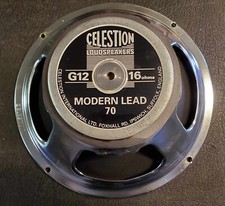 CELESTION
LOUDSPEAKERS
G12 16 ohms
MODERN LEAD
70
CELESTION INTERNATIONAL LTD. FOXHALL RD. IPSWICH, SUFFOLK, ENGLAND